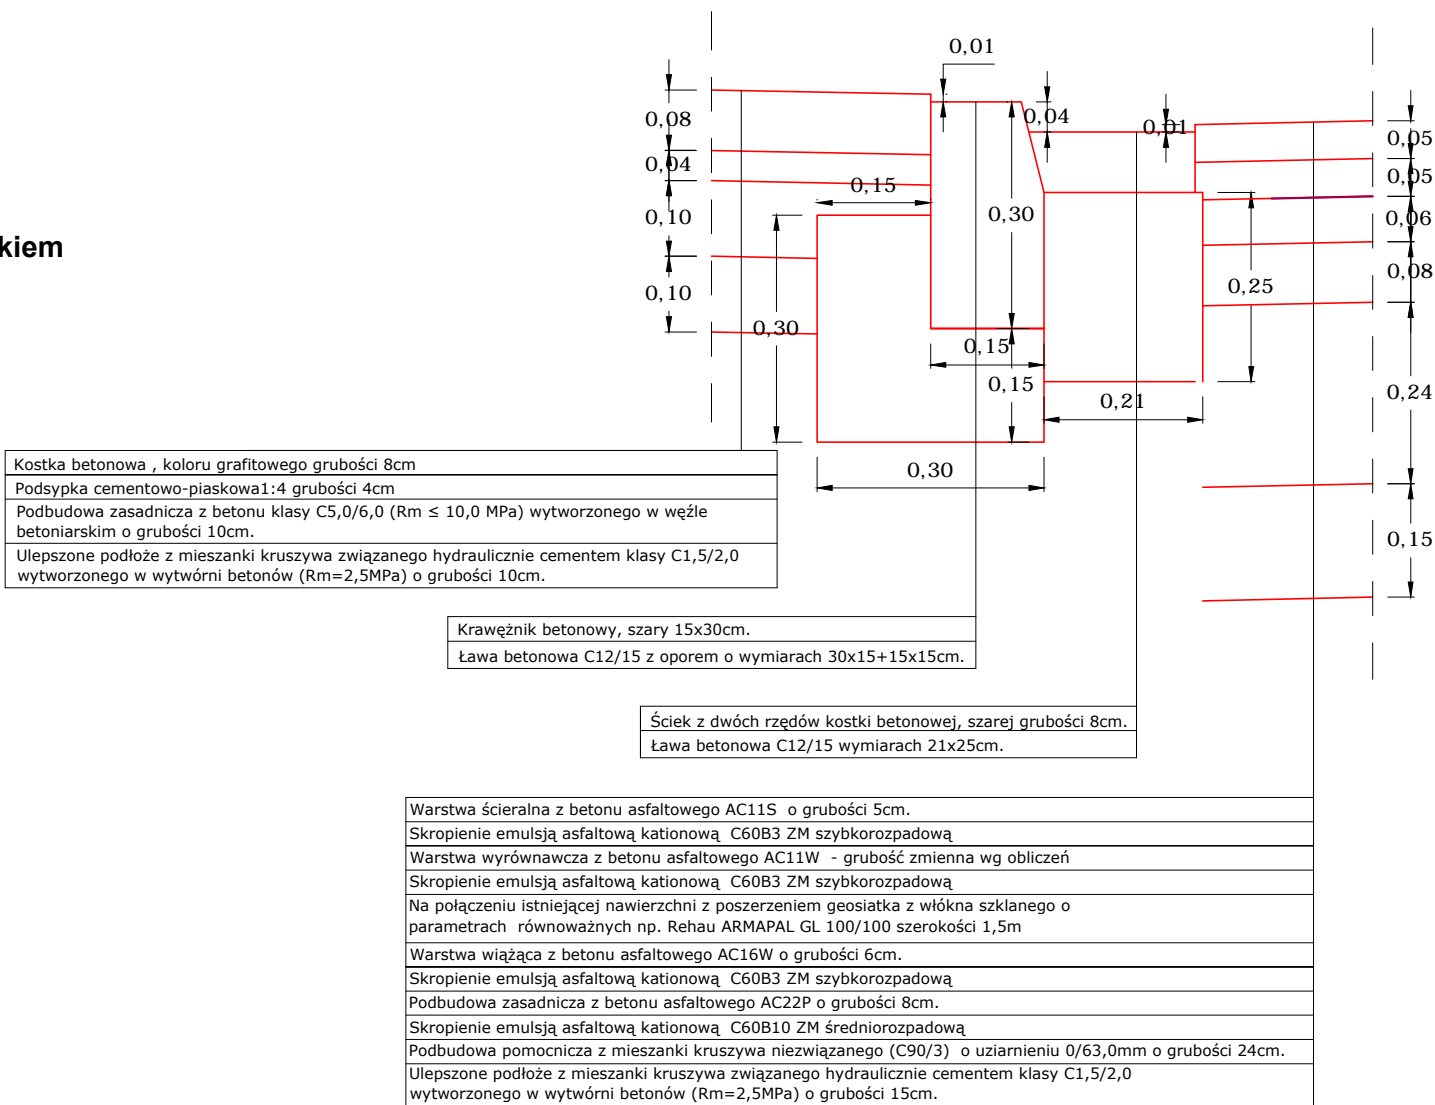 0,01
0,08
0,04
0,01
0,05
0,04
0,15
0,05
0,10
0,30
0,06
kiem
0,10
0,25
0,08
0,30
0,15
0,15
0,21
0,24
0,30
0,15
Kostka betonowa , koloru grafitowego grubości 8cm
Podsypka cementowo-piaskowa1:4 grubości 4cm
Podbudowa zasadnicza z betonu klasy C5,0/6,0 (Rm ≤ 10,0 MPa) wytworzonego w węźle
betoniarskim o grubości 10cm.
Ulepszone podłoże z mieszanki kruszywa związanego hydraulicznie cementem klasy C1,5/2,0
wytworzonego w wytwórni betonów (Rm=2,5MPa) o grubości 10cm.
Krawężnik betonowy, szary 15x30cm.
Ława betonowa C12/15 z oporem o wymiarach 30x15+15x15cm.
Ściek z dwóch rzędów kostki betonowej, szarej grubości 8cm.
Ława betonowa C12/15 wymiarach 21x25cm.
Warstwa ścieralna z betonu asfaltowego AC11S o grubości 5cm.
Skropienie emulsją asfaltową kationową C60B3 ZM szybkorozpadową
Warstwa wyrównawcza z betonu asfaltowego AC11W - grubość zmienna wg obliczeń
Skropienie emulsją asfaltową kationową C60B3 ZM szybkorozpadową
Na połączeniu istniejącej nawierzchni z poszerzeniem geosiatka z włókna szklanego o
parametrach równoważnych np. Rehau ARMAPAL GL 100/100 szerokości 1,5m
Warstwa wiążąca z betonu asfaltowego AC16W o grubości 6cm.
Skropienie emulsją asfaltową kationową C60B3 ZM szybkorozpadową
Podbudowa zasadnicza z betonu asfaltowego AC22P o grubości 8cm.
Skropienie emulsją asfaltową kationową C60B10 ZM średniorozpadową
Podbudowa pomocnicza z mieszanki kruszywa niezwiązanego (C90/3) o uziarnieniu 0/63,0mm o grubości 24cm.
Ulepszone podłoże z mieszanki kruszywa związanego hydraulicznie cementem klasy C1,5/2,0
wytworzonego w wytwórni betonów (Rm=2,5MPa) o grubości 15cm.